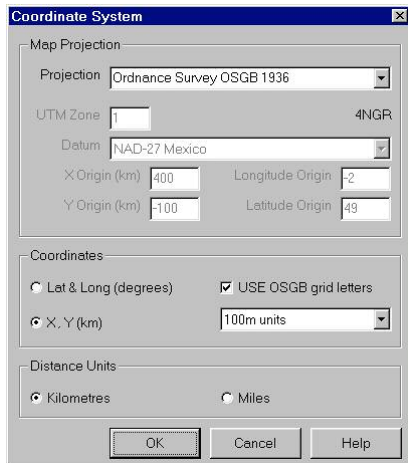 Coordinate System
Map Projection
Projection Ordnance Survey OSGB 1936
UTM Zone 1 4NGR
Datum NAD-27 Mexico
X Origin (km) 400 Longitude Origin -2
Y Origin (km) -100 Latitude Origin 49
Coordinates
Lat & Long (degrees) USE OSGB grid letters
X, Y (km) 100m units
Distance Units
Kilometres Miles
OK Cancel Help